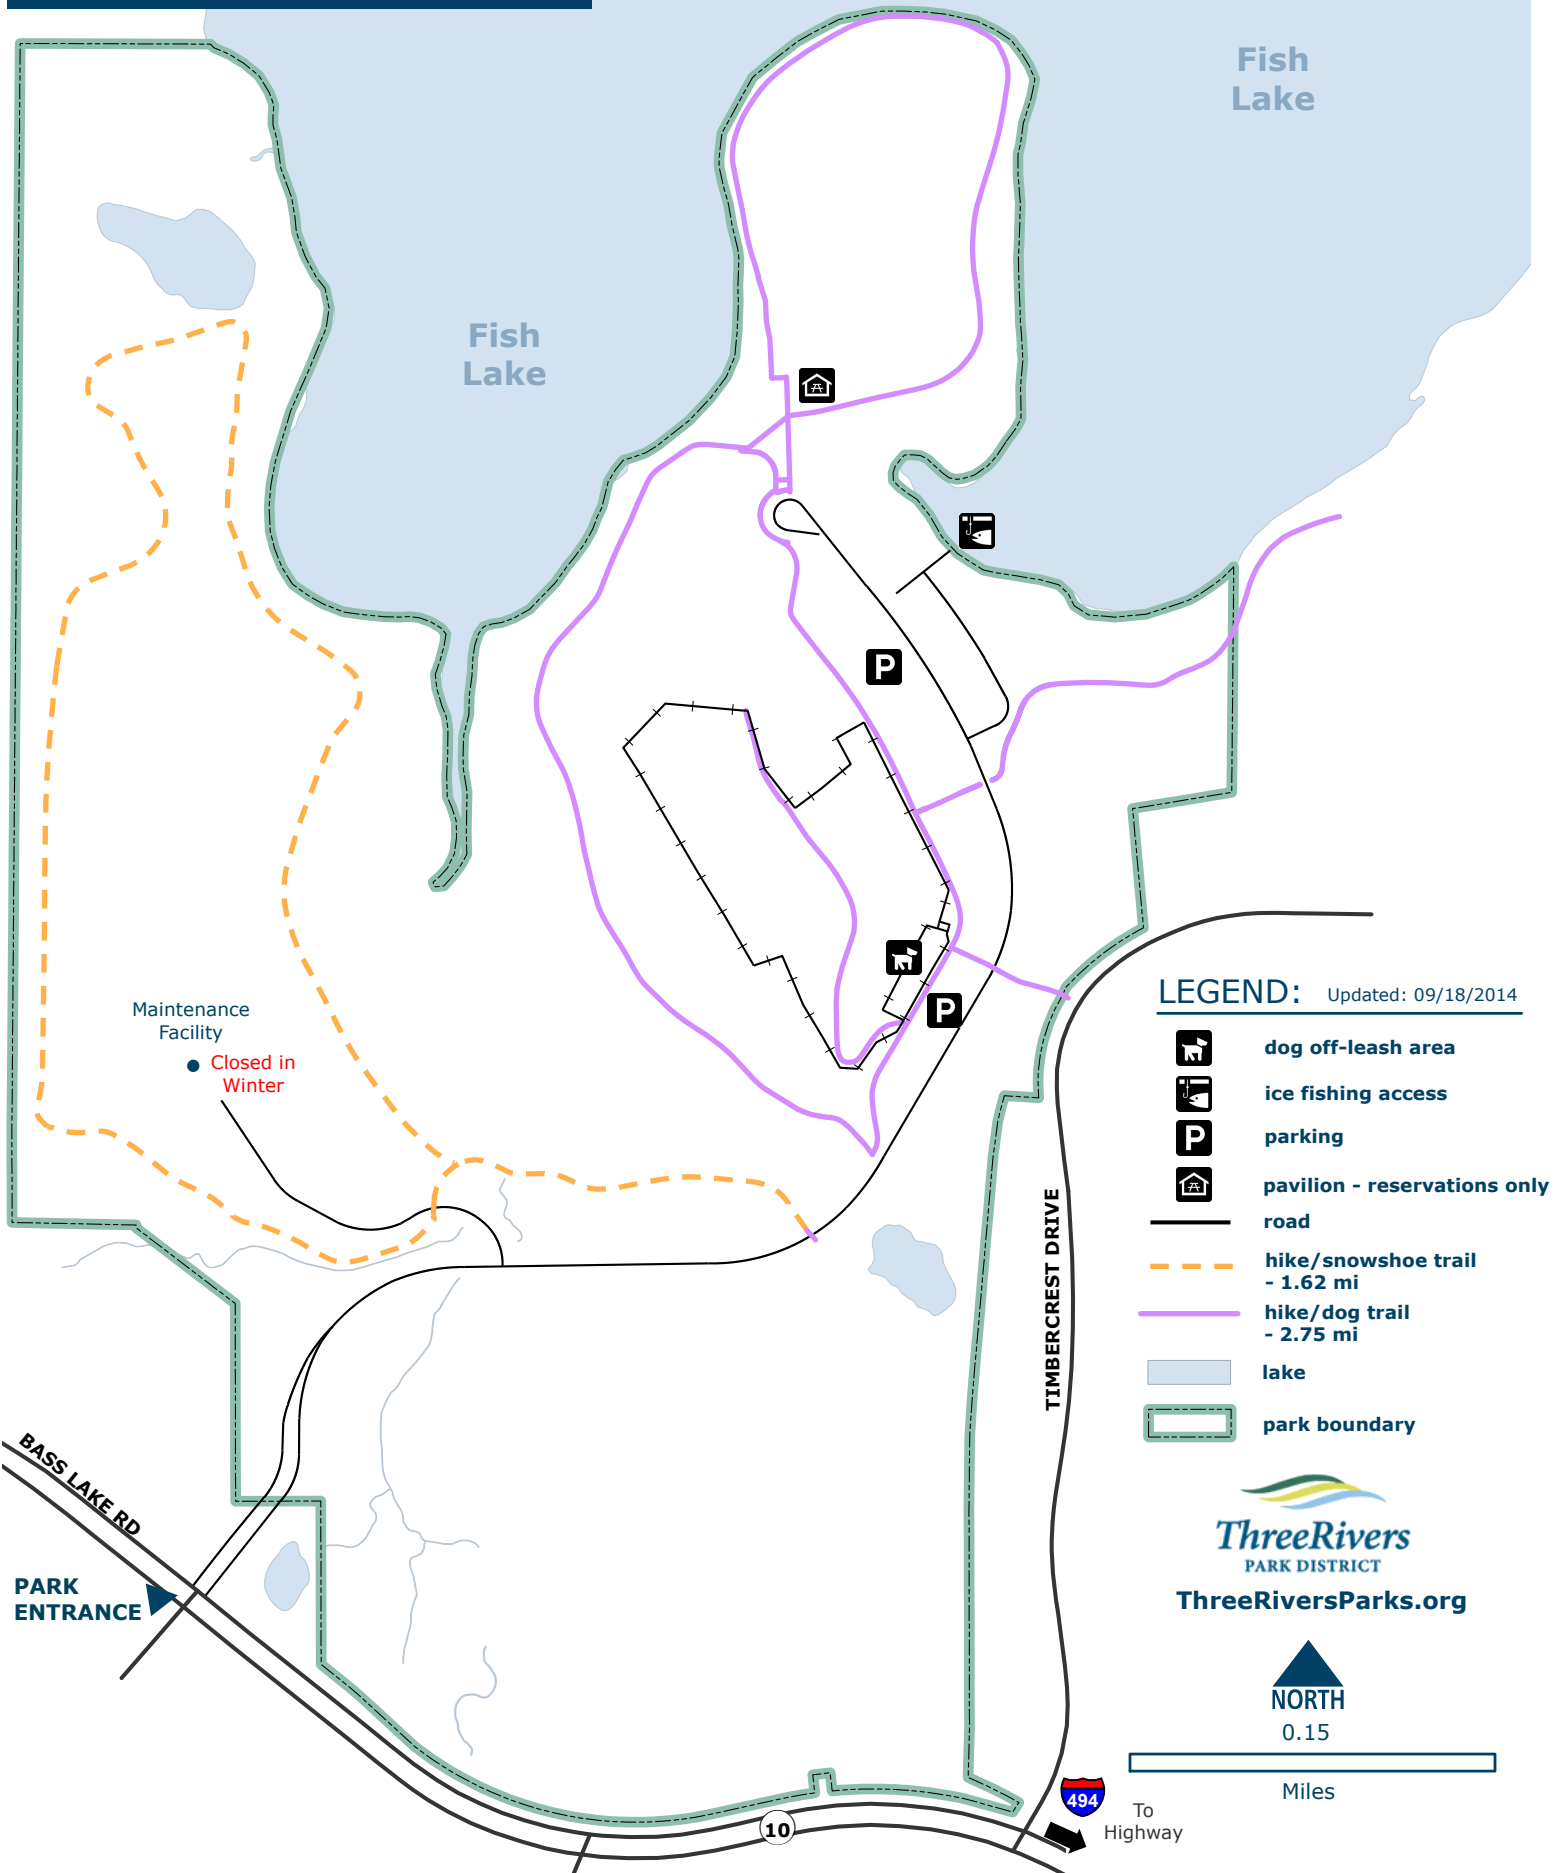 Fish
Lake
Fish
Lake
P
Maintenance
Facility
Closed in
Winter
P
LEGEND: Updated: 09/18/2014
dog off-leash area
ice fishing access
P parking
pavilion - reservations only
road
hike/snowshoe trail
- 1.62 mi
hike/dog trail
- 2.75 mi
lake
park boundary
TIMBERCREST DRIVE
BASS LAKE RD
PARK
ENTRANCE
ThreeRivers
PARK DISTRICT
ThreeRiversParks.org
NORTH
0.15
Miles
494
To
Highway
10